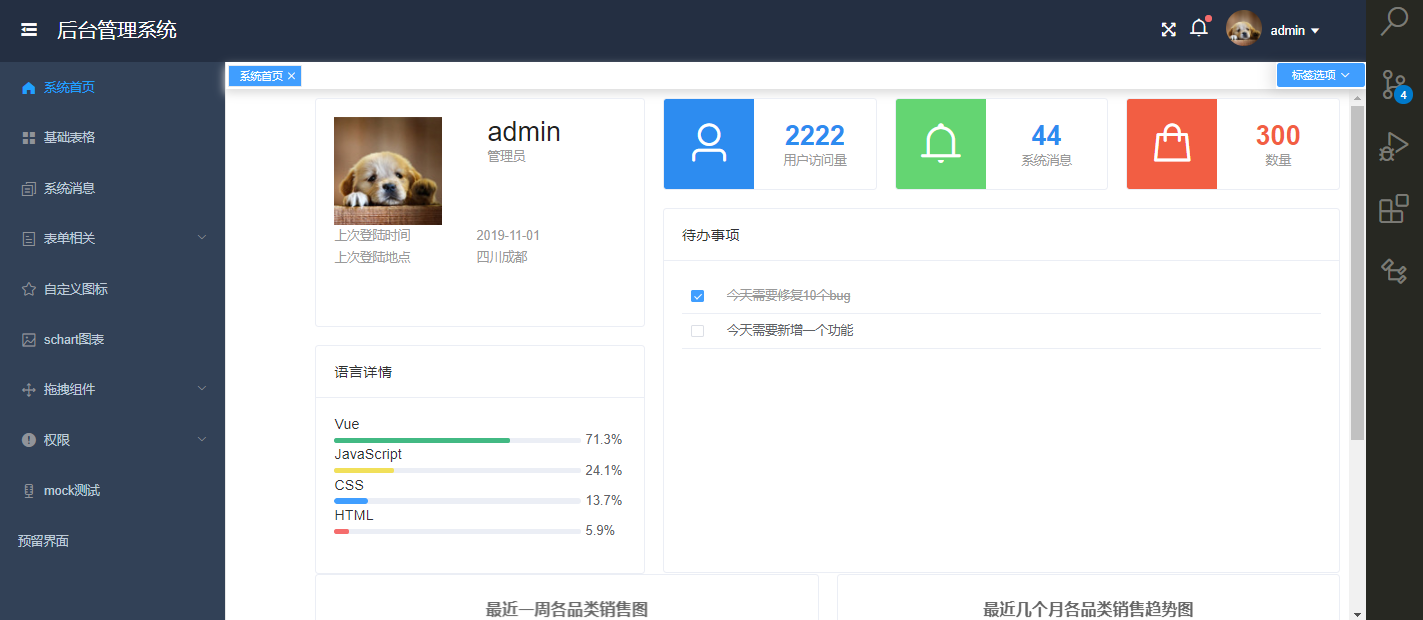 后台管理系统
admin
系统首页
基础表格
系统消息
表单相关
自定义图标
schart图表
拖拽组件
权限
mock测试
预留界面
系统首页
标签选项
admin
管理员
上次登陆时间 2019-11-01
上次登陆地点 四川成都
2222
用户访问量
44
系统消息
300
数量
语言详情
Vue
71.3%
JavaScript
24.1%
CSS
13.7%
HTML
5.9%
待办事项
今天需要修复10个bug
今天需要新增一个功能
最近一周各品类销售图
最近几个月各品类销售趋势图
4